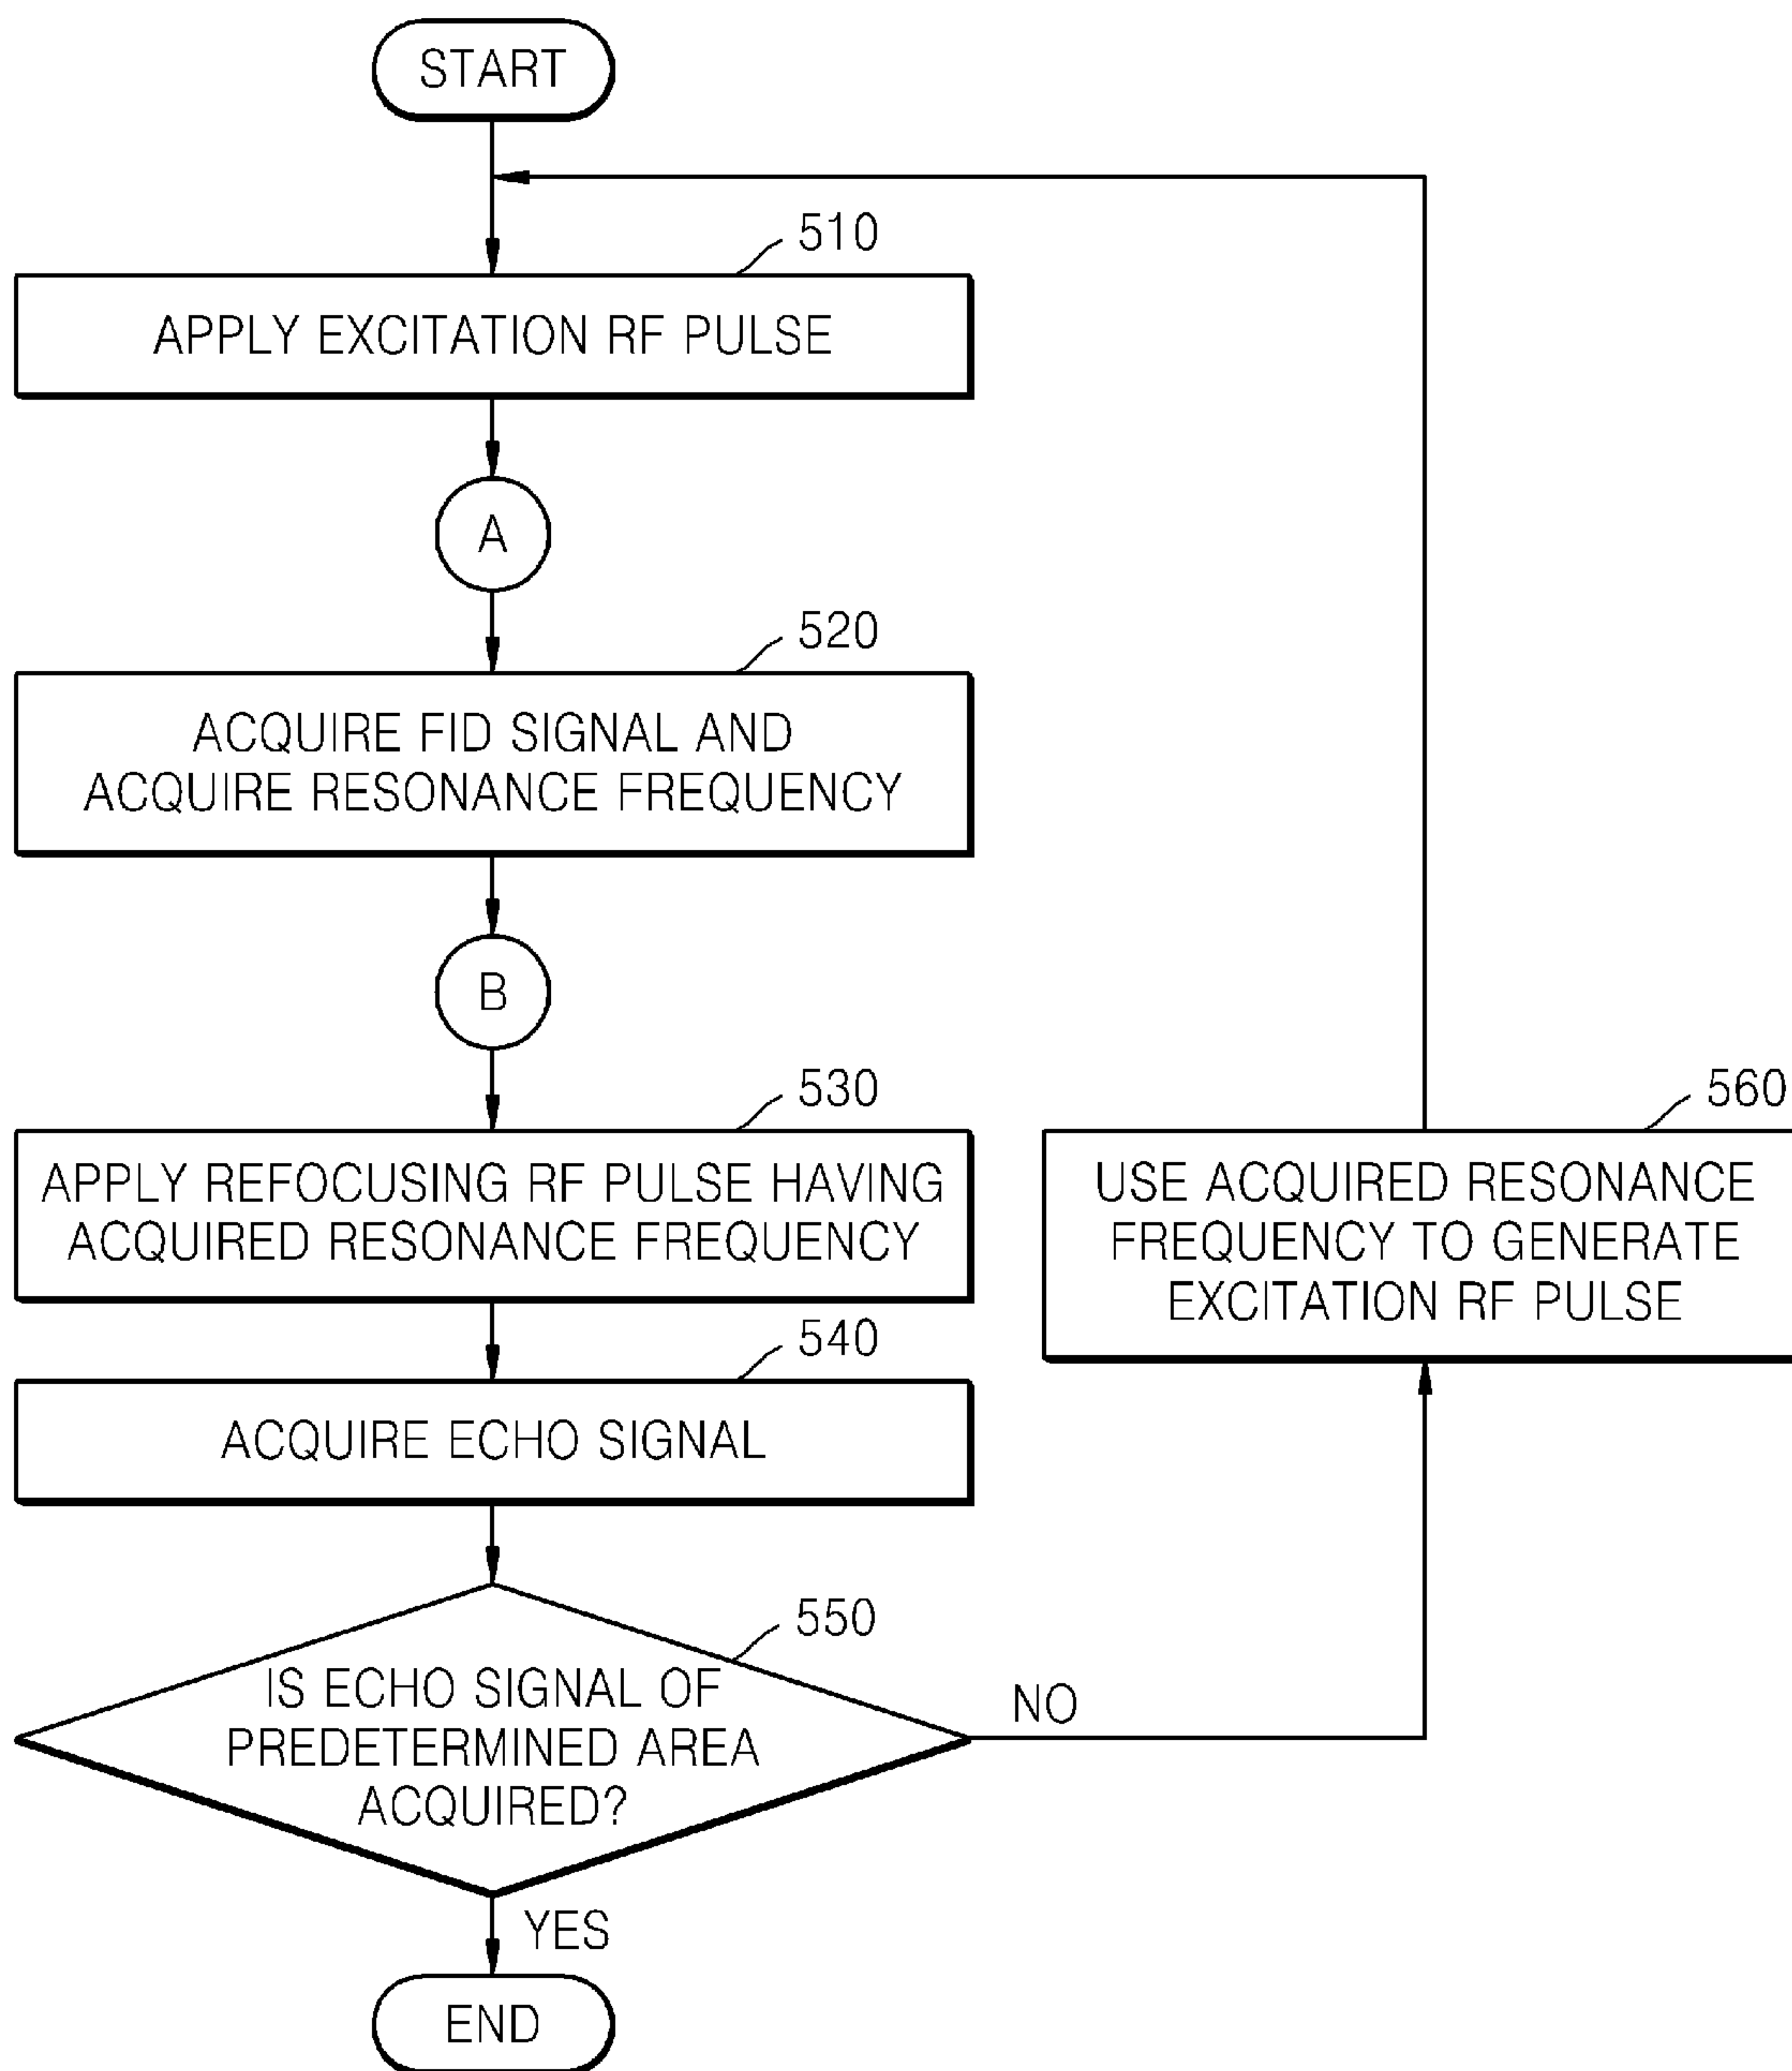 START
510
APPLY EXCITATION RF PULSE
A
520
ACQUIRE FID SIGNAL AND
ACQUIRE RESONANCE FREQUENCY
B
530
APPLY REFOCUSING RF PULSE HAVING
ACQUIRED RESONANCE FREQUENCY
560
USE ACQUIRED RESONANCE
FREQUENCY TO GENERATE
EXCITATION RF PULSE
540
ACQUIRE ECHO SIGNAL
550
IS ECHO SIGNAL OF
PREDETERMINED AREA
ACQUIRED?
NO
YES
END